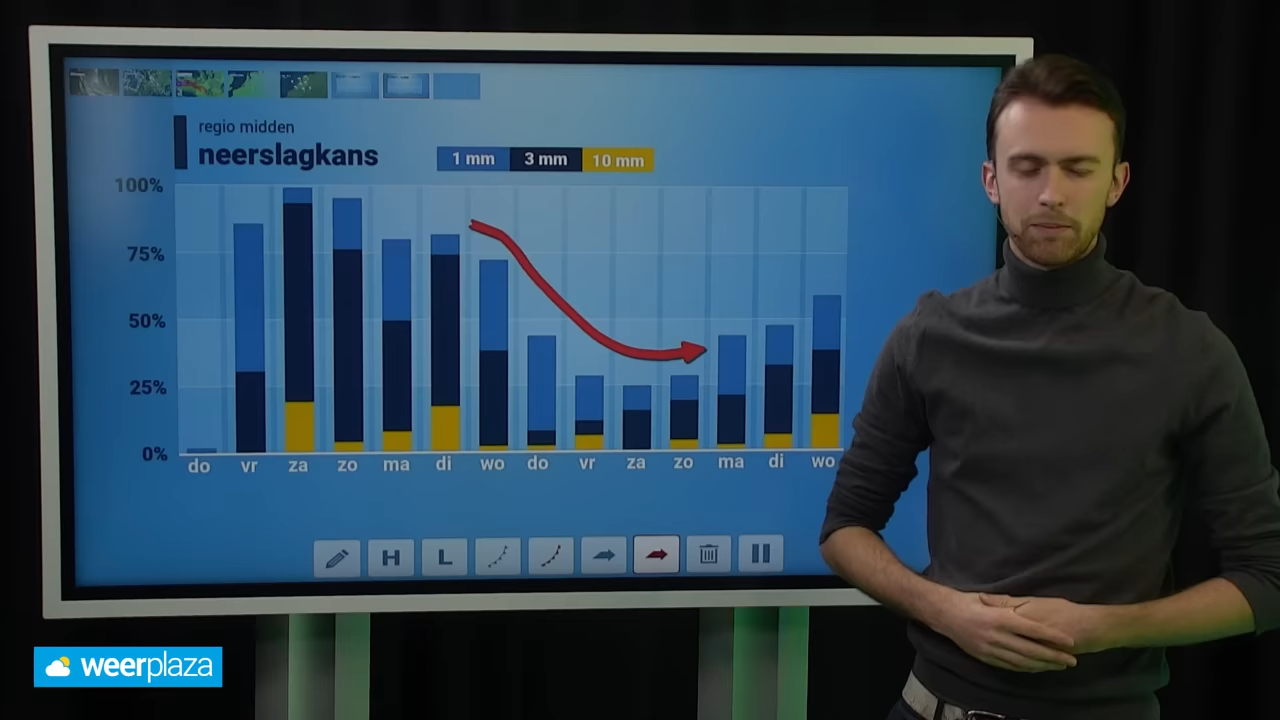 regio midden
neerslagkans
1 mm 3 mm 10 mm
100%
75%
50%
25%
0%
do vr za zo ma di wo do vr za zo ma di wo
H L
weerplaza